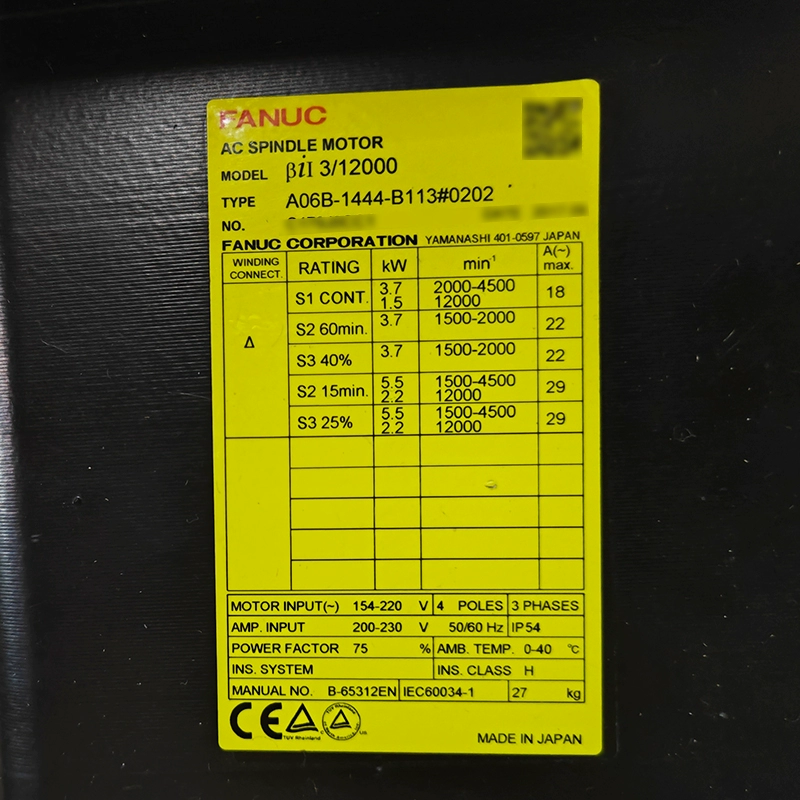 FANUC
AC SPINDLE MOTOR
MODEL βiI 3/12000
TYPE A06B-1444-B113#0202
NO.
FANUC CORPORATION YAMANASHI 401-0597 JAPAN
WINDING CONNECT. RATING kW min-1 A(~) max.
Δ
S1 CONT. 3.7 2000-4500 18
1.5 12000
S2 60min. 3.7 1500-2000 22
S3 40% 3.7 1500-2000 22
S2 15min. 5.5 1500-4500 29
2.2 12000
S3 25% 5.5 1500-4500 29
2.2 12000
MOTOR INPUT(~) 154-220 V 4 POLES 3 PHASES
AMP. INPUT 200-230 V 50/60 Hz IP54
POWER FACTOR 75 % AMB. TEMP. 0-40 ℃
INS. SYSTEM INS. CLASS H
MANUAL NO. B-65312EN IEC60034-1 27 kg
CE TUV Rheinland C US
MADE IN JAPAN